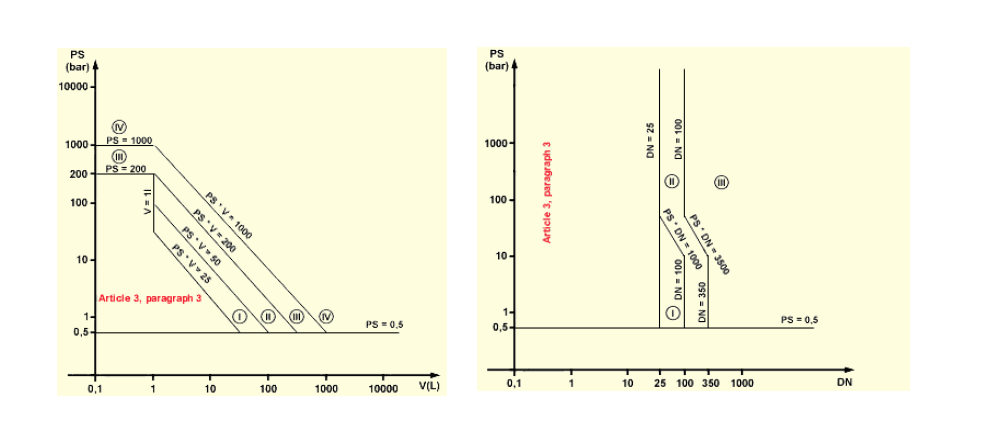 PS
(bar)
10000
IV
1000
PS = 1000
III
200
PS = 200
100
V = 1l
PS * V = 1000
PS * V = 200
PS * V = 50
PS * V = 25
10
Article 3, paragraph 3
1
I
II
III
IV
0,5
PS = 0,5
0,1
1
10
100
1000
10000
V(L)
PS
(bar)
1000
100
10
1
0,5
Article 3, paragraph 3
DN = 25
DN = 100
II
III
PS * DN = 1000
PS * DN = 3500
DN = 100
DN = 350
I
PS = 0,5
0,1
1
10
25
100
350
1000
DN